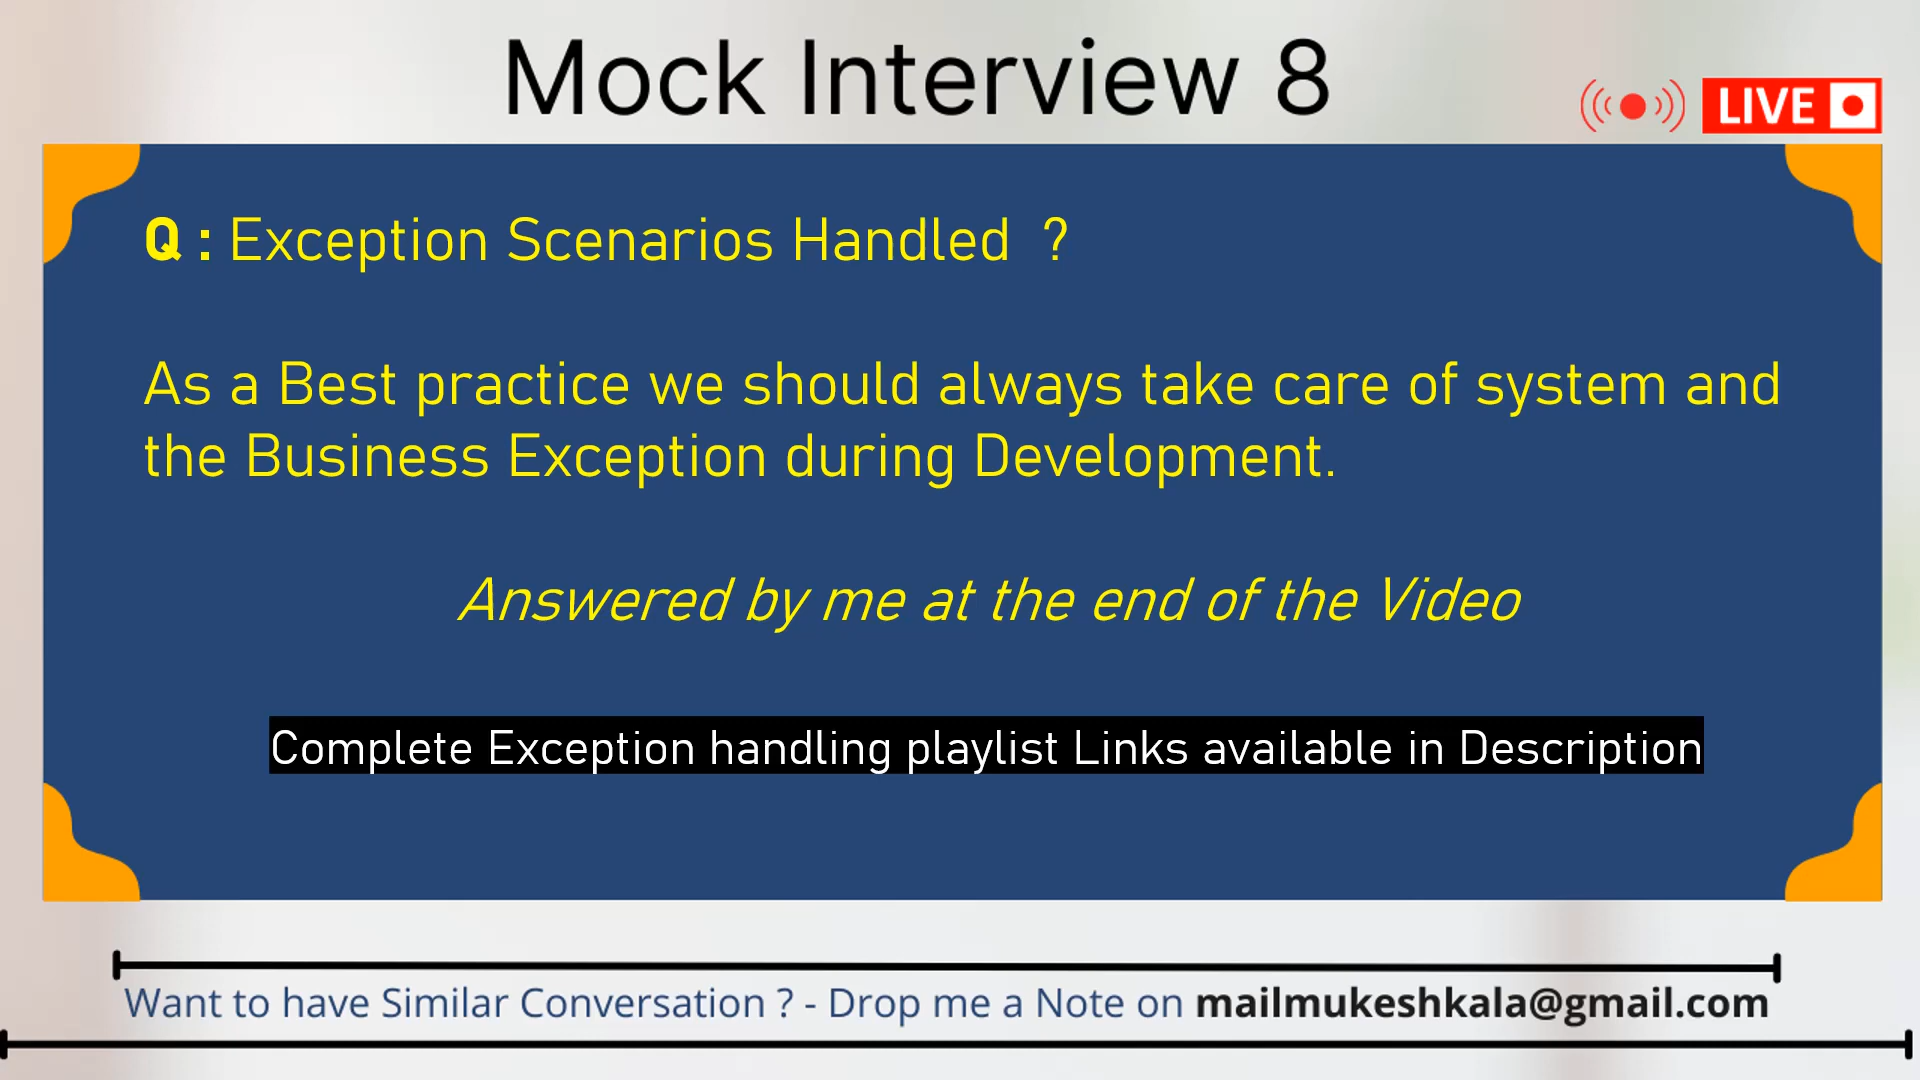 Mock Interview 8
LIVE
Q : Exception Scenarios Handled ?
As a Best practice we should always take care of system and
the Business Exception during Development.
Answered by me at the end of the Video
Complete Exception handling playlist Links available in Description
Want to have Similar Conversation ? - Drop me a Note on mailmukeshkala@gmail.com